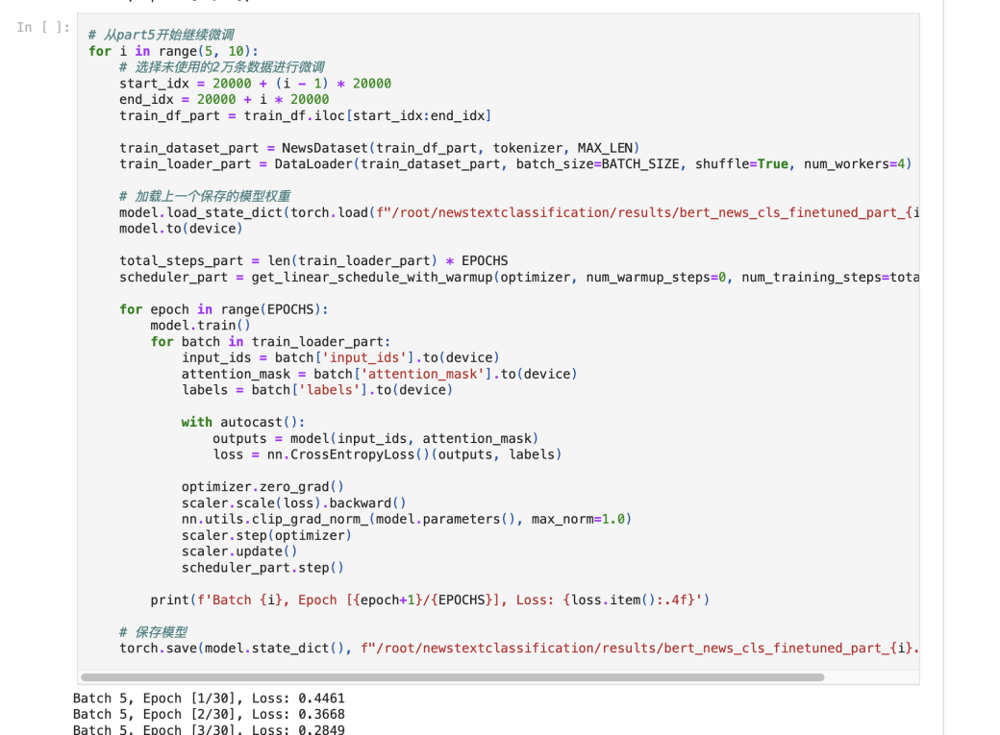 In [ ]:
# 从part5开始继续微调
for i in range(5, 10):
    # 选择未使用的2万条数据进行微调
    start_idx = 20000 + (i - 1) * 20000
    end_idx = 20000 + i * 20000
    train_df_part = train_df.iloc[start_idx:end_idx]

    train_dataset_part = NewsDataset(train_df_part, tokenizer, MAX_LEN)
    train_loader_part = DataLoader(train_dataset_part, batch_size=BATCH_SIZE, shuffle=True, num_workers=4)

    # 加载上一个保存的模型权重
    model.load_state_dict(torch.load(f"/root/newstextclassification/results/bert_news_cls_finetuned_part_{i
    model.to(device)

    total_steps_part = len(train_loader_part) * EPOCHS
    scheduler_part = get_linear_schedule_with_warmup(optimizer, num_warmup_steps=0, num_training_steps=tota

    for epoch in range(EPOCHS):
        model.train()
        for batch in train_loader_part:
            input_ids = batch['input_ids'].to(device)
            attention_mask = batch['attention_mask'].to(device)
            labels = batch['labels'].to(device)

            with autocast():
                outputs = model(input_ids, attention_mask)
                loss = nn.CrossEntropyLoss()(outputs, labels)

            optimizer.zero_grad()
            scaler.scale(loss).backward()
            nn.utils.clip_grad_norm_(model.parameters(), max_norm=1.0)
            scaler.step(optimizer)
            scaler.update()
            scheduler_part.step()

        print(f'Batch {i}, Epoch [{epoch+1}/{EPOCHS}], Loss: {loss.item():.4f}')

    # 保存模型
    torch.save(model.state_dict(), f"/root/newstextclassification/results/bert_news_cls_finetuned_part_{i}.
Batch 5, Epoch [1/30], Loss: 0.4461
Batch 5, Epoch [2/30], Loss: 0.3668
Batch 5, Epoch [3/30], Loss: 0.2849